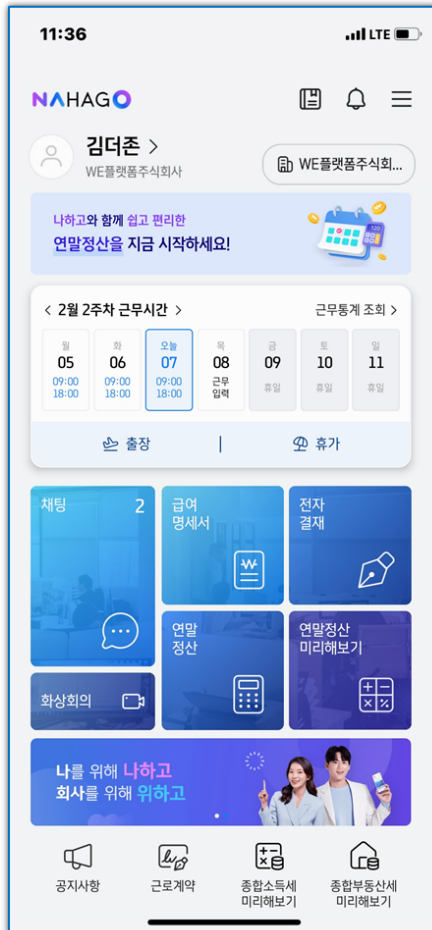 11:36
LTE
NAHAGO
김더존 >
WE플랫폼주식회사
WE플랫폼주식회...
나하고와 함께 쉽고 편리한
연말정산을 지금 시작하세요!
< 2월 2주차 근무시간 >
근무통계 조회 >
월 화 오늘 목 금 토 일
05 06 07 08 09 10 11
09:00 09:00 09:00 근무 휴일 휴일 휴일
18:00 18:00 18:00 입력
출장 | 휴가
채팅 2
급여
명세서
전자
결재
연말
정산
연말정산
미리해보기
화상회의
나를 위해 나하고
회사를 위해 위하고
공지사항
근로계약
종합소득세
미리해보기
종합부동산세
미리해보기